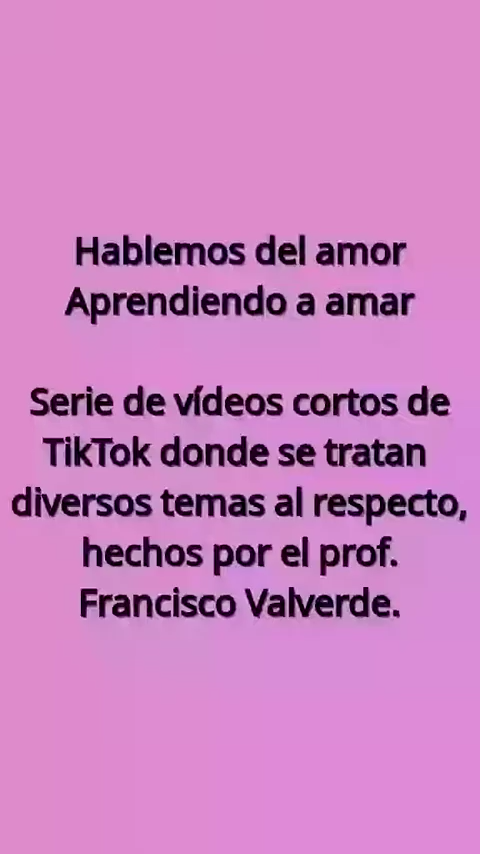 Hablemos del amor
Aprendiendo a amar
Serie de vídeos cortos de
TikTok donde se tratan
diversos temas al respecto,
hechos por el prof.
Francisco Valverde.